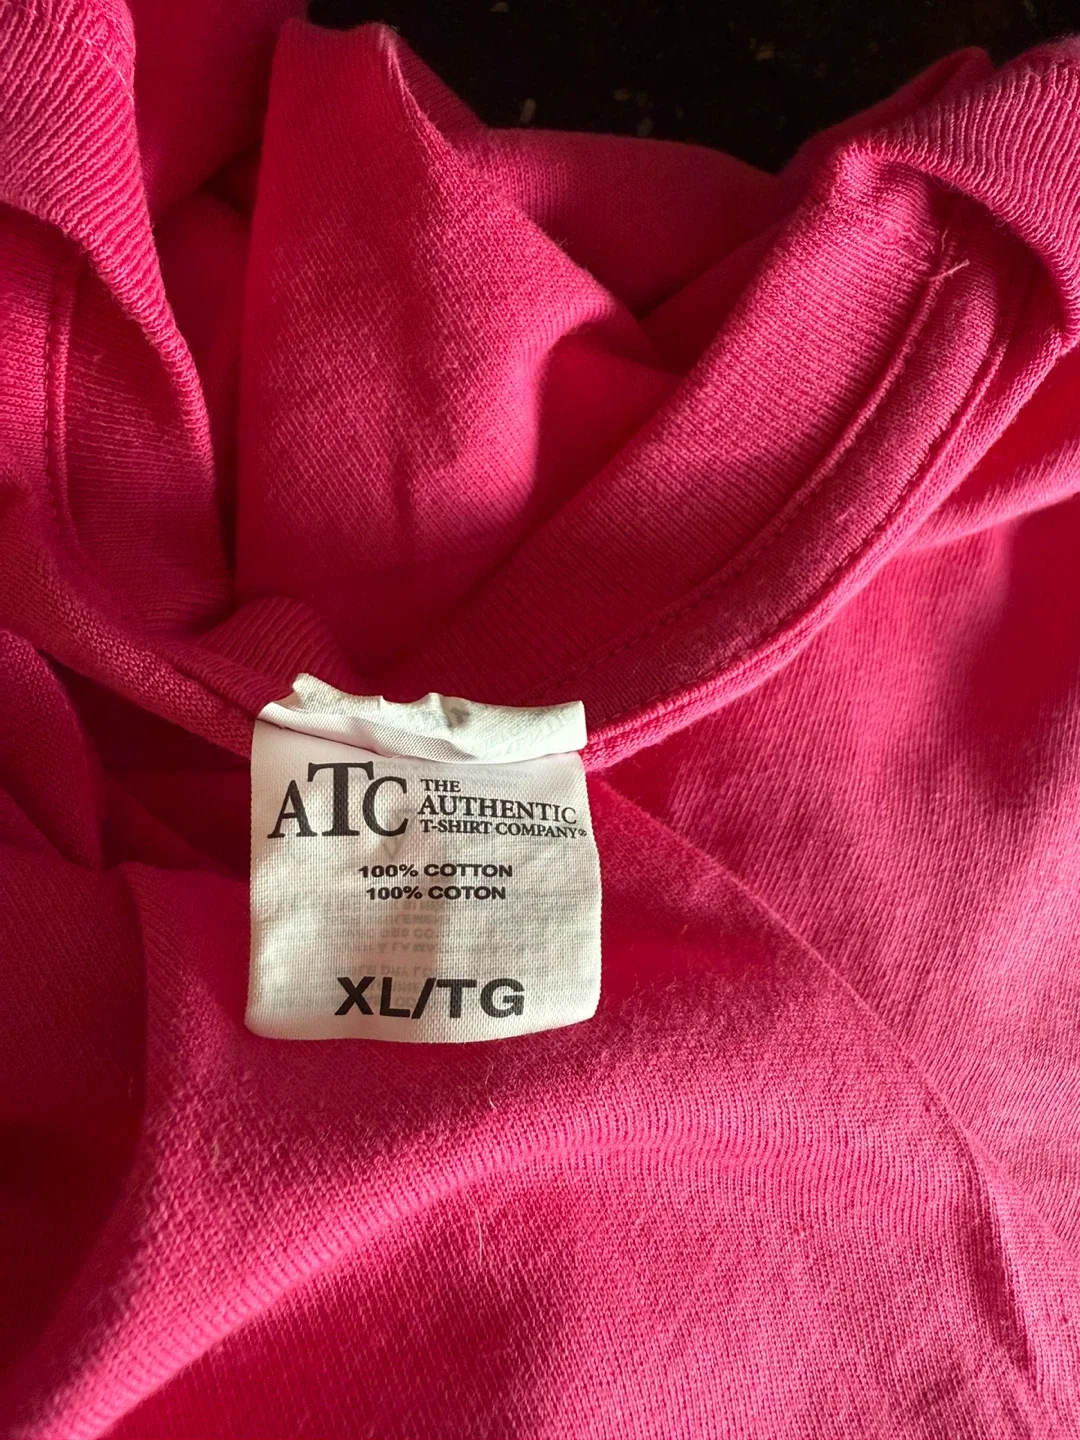 ATC THE
AUTHENTIC
T-SHIRT COMPANY®
100% COTTON
100% COTON
XL/TG